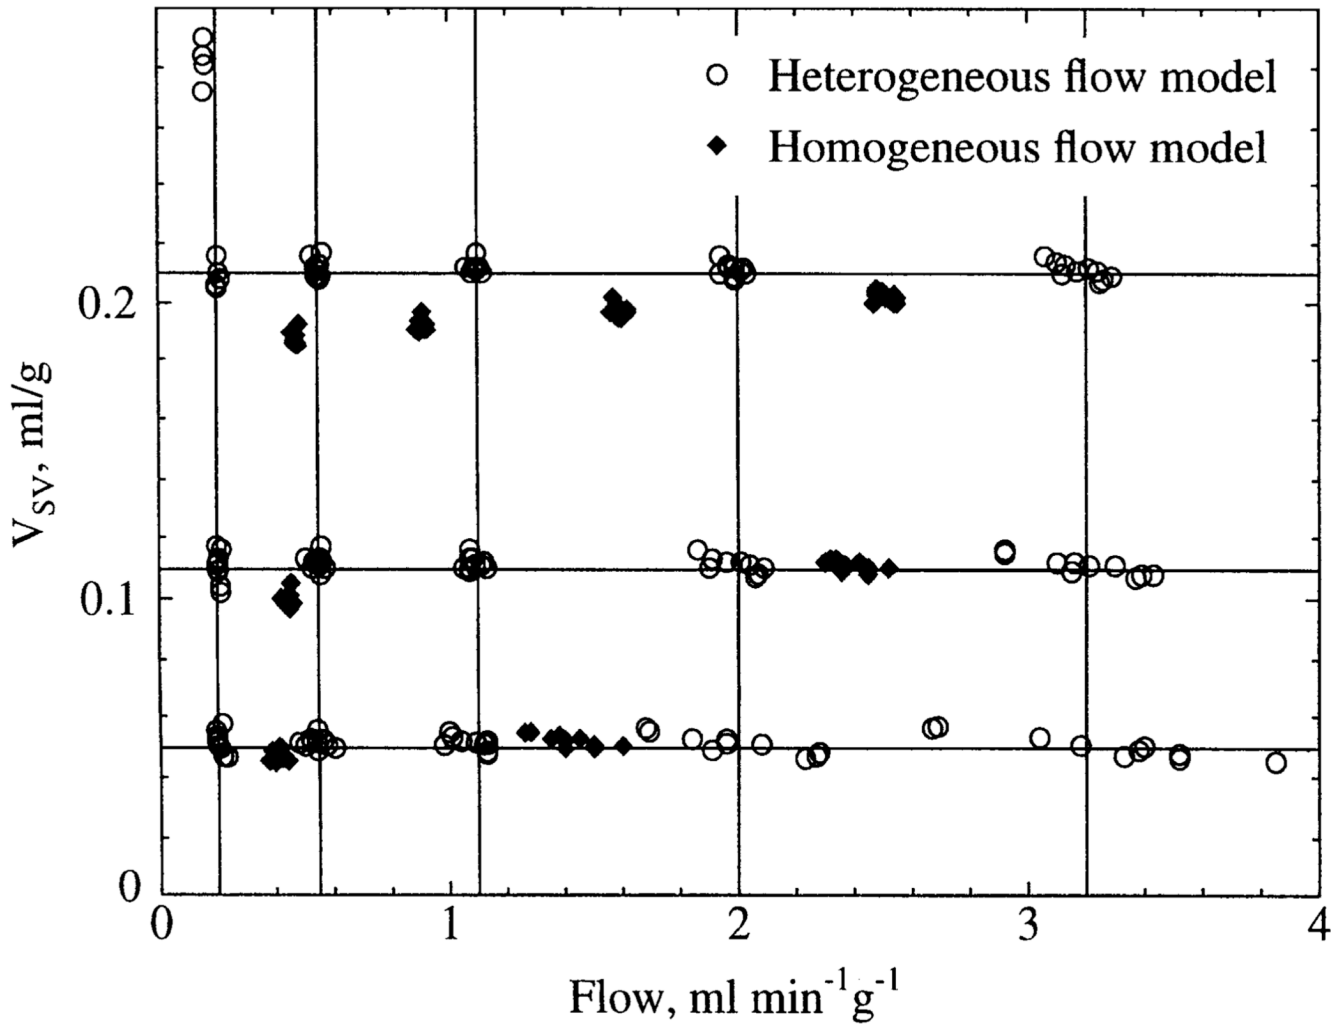 Heterogeneous flow model
Homogeneous flow model
V_SV, ml/g
0.2
0.1
0
0 1 2 3 4
Flow, ml min⁻¹g⁻¹